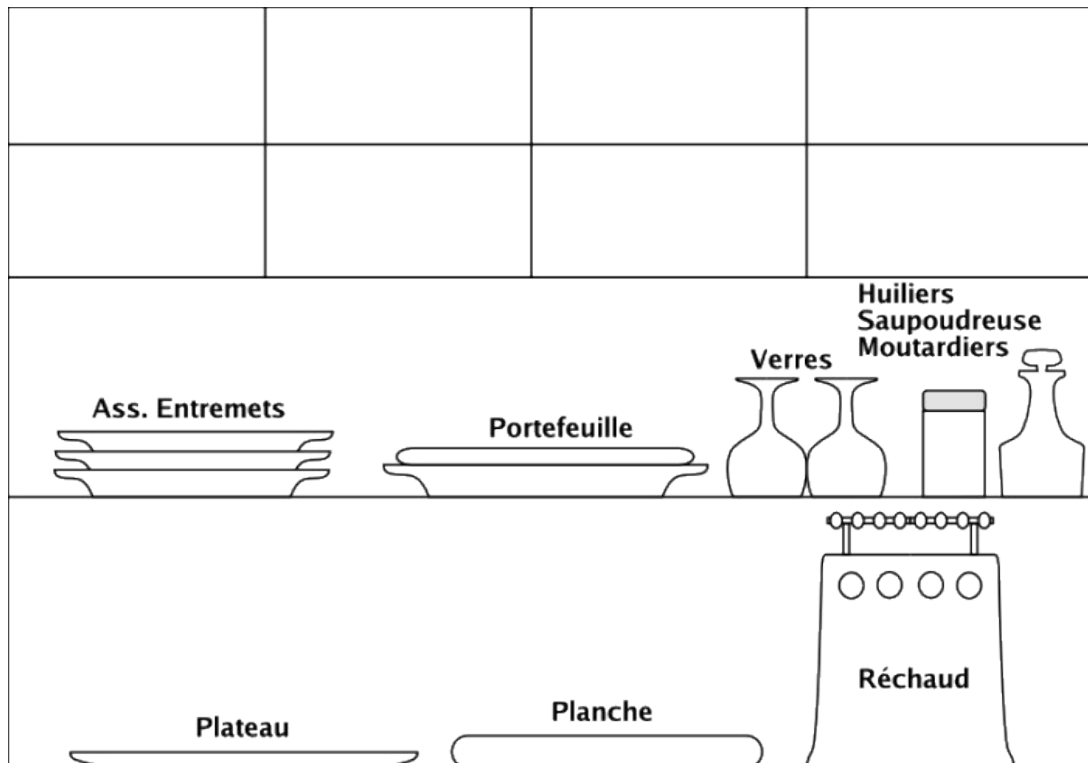 Huiliers
Saupoudreuse
Moutardiers
Verres
Ass. Entremets
Portefeuille
Réchaud
Planche
Plateau